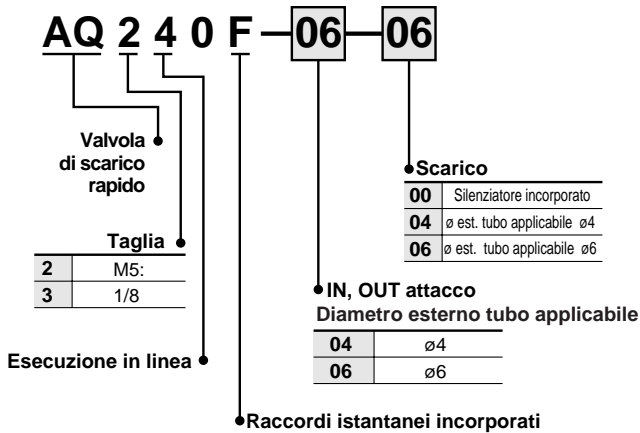 AQ 2 4 0 F 06 06
Valvola
di scarico
rapido
Scarico
00 Silenziatore incorporato
04 ø est. tubo applicabile ø4
06 ø est. tubo applicabile ø6
Taglia
2 M5:
3 1/8
IN, OUT attacco
Diametro esterno tubo applicabile
04 ø4
06 ø6
Esecuzione in linea
Raccordi istantanei incorporati